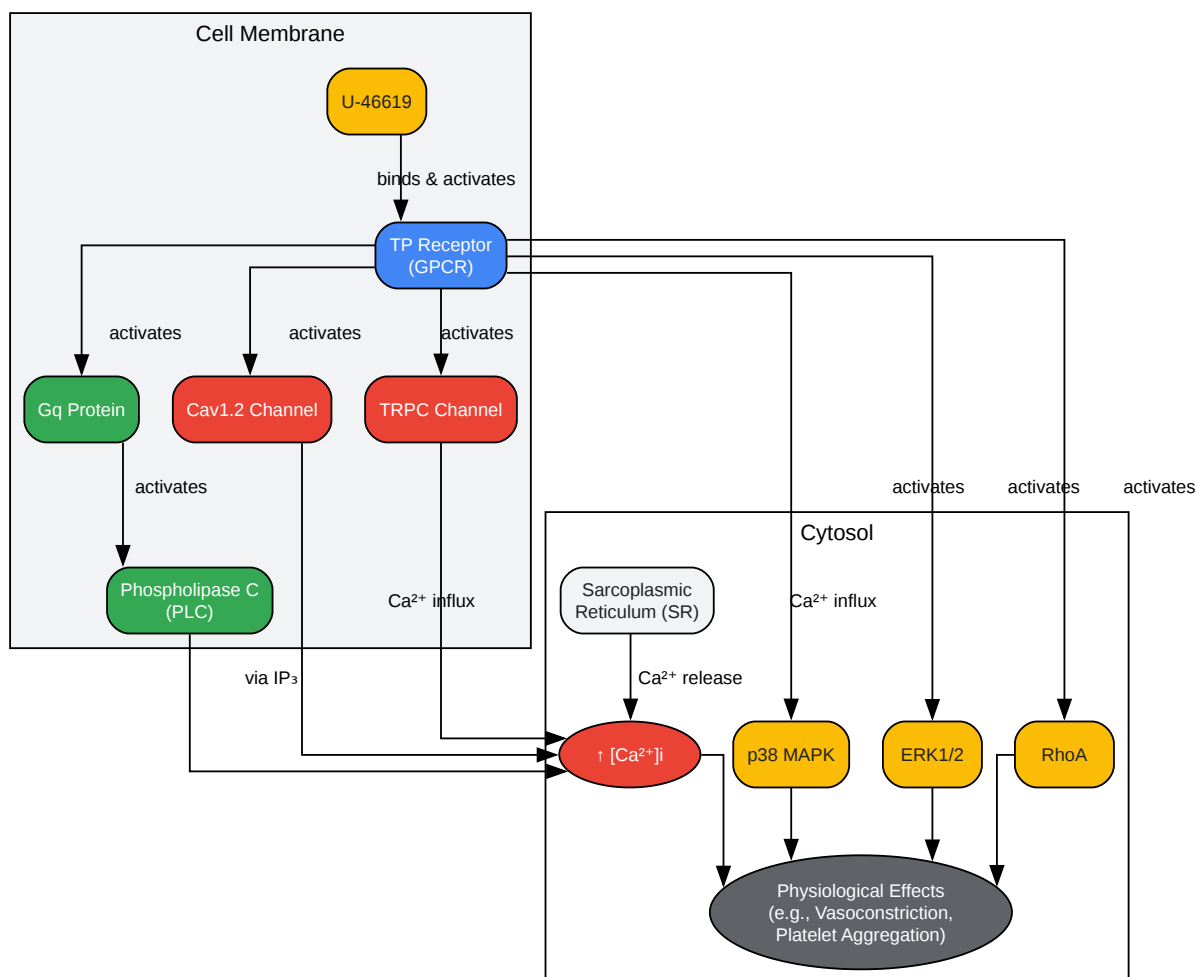 Cell Membrane
U-46619
binds & activates
TP Receptor
(GPCR)
activates
activates
activates
Gq Protein
Cav1.2 Channel
TRPC Channel
activates
activates
activates
activates
Cytosol
Phospholipase C
(PLC)
Ca²⁺ influx
Sarcoplasmic
Reticulum (SR)
Ca²⁺ influx
via IP₃
Ca²⁺ release
↑ [Ca²⁺]i
p38 MAPK
ERK1/2
RhoA
Physiological Effects
(e.g., Vasoconstriction,
Platelet Aggregation)